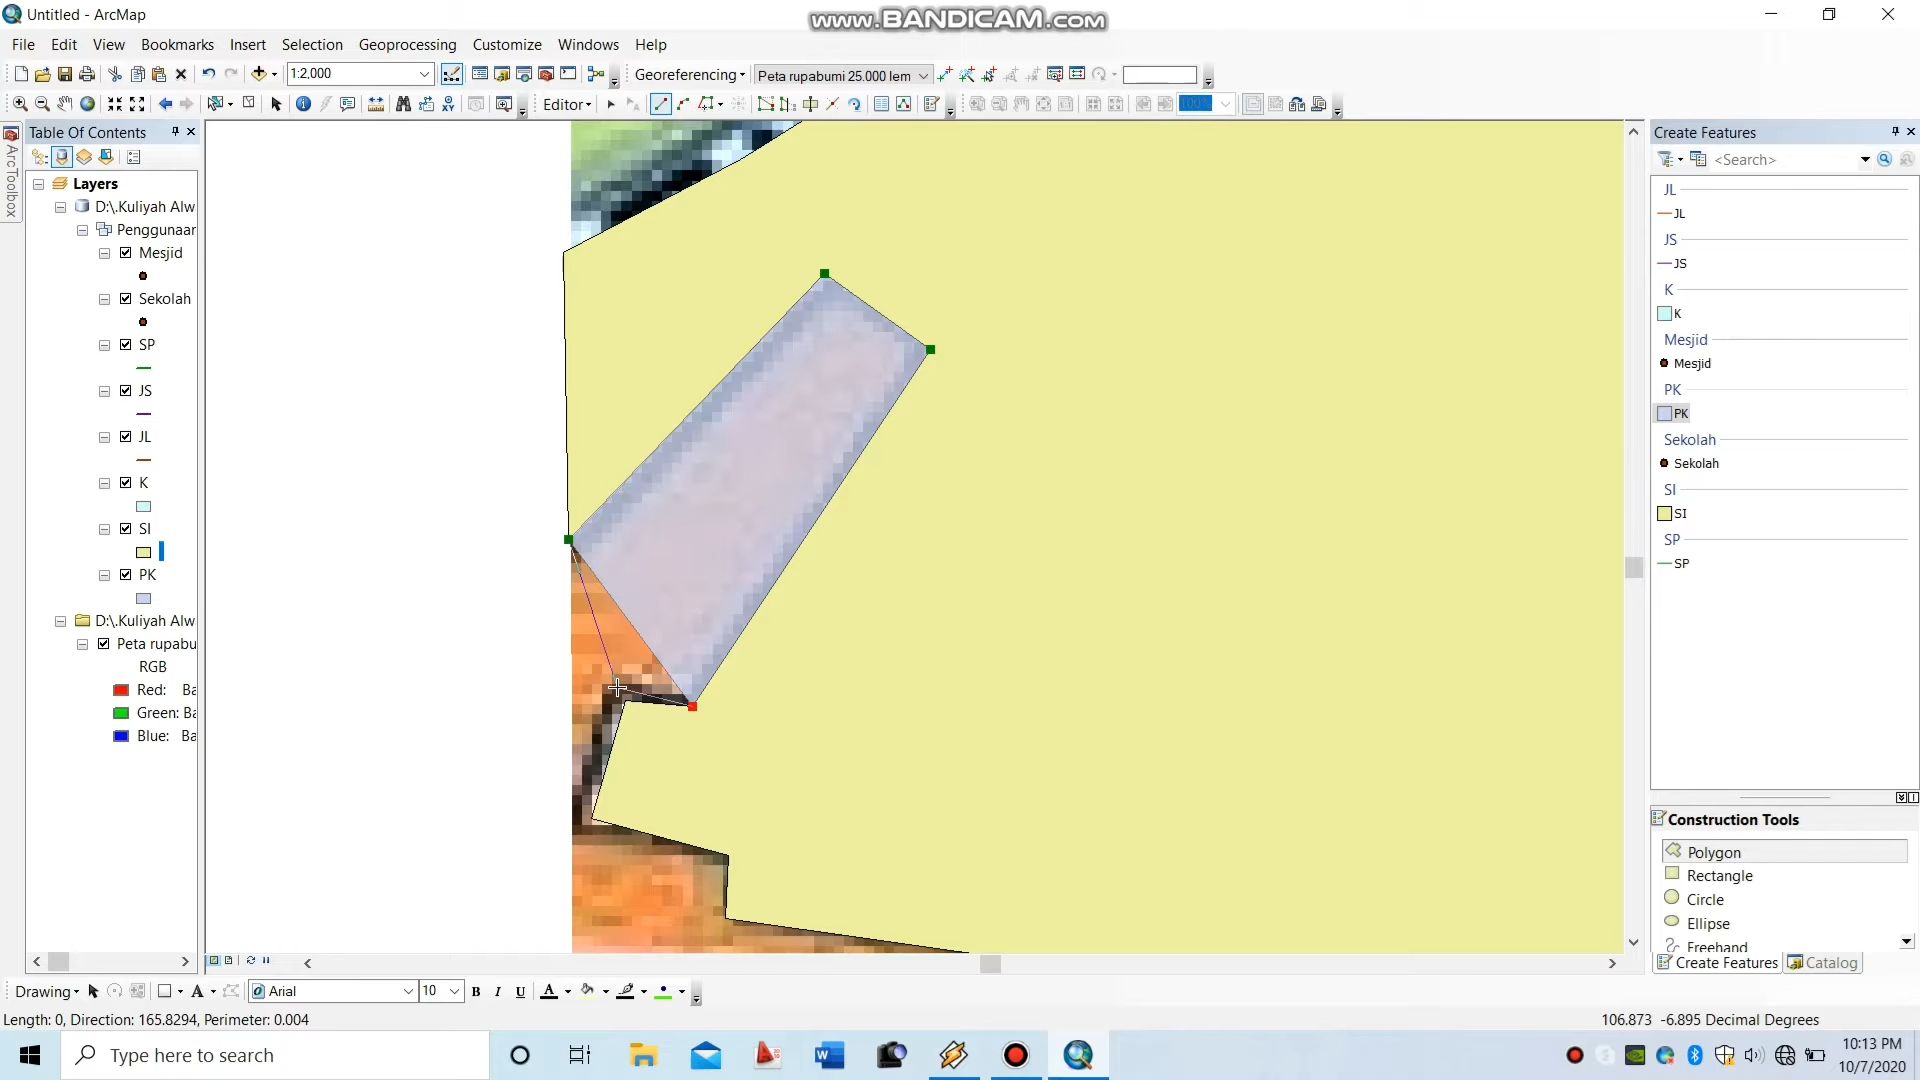 Untitled - ArcMap
www.BANDICAM.com
File Edit View Bookmarks Insert Selection Geoprocessing Customize Windows Help
1:2,000
Georeferencing
Peta rupabumi 25.000 lem
Editor
100%
ArcToolbox
Table Of Contents
Layers
D:\.Kuliyah Alw
Penggunaar
Mesjid
Sekolah
SP
JS
JL
K
SI
PK
D:\.Kuliyah Alw
Peta rupabu
RGB
Red: Ba
Green: Ba
Blue: Ba
Create Features
<Search>
JL
JL
JS
JS
K
K
Mesjid
Mesjid
PK
PK
Sekolah
Sekolah
SI
SI
SP
SP
Construction Tools
Polygon
Rectangle
Circle
Ellipse
Freehand
Create Features Catalog
Drawing
A
Arial
10
B I U A
Length: 0, Direction: 165.8294, Perimeter: 0.004
106.873 -6.895 Decimal Degrees
Type here to search
10:13 PM
10/7/2020